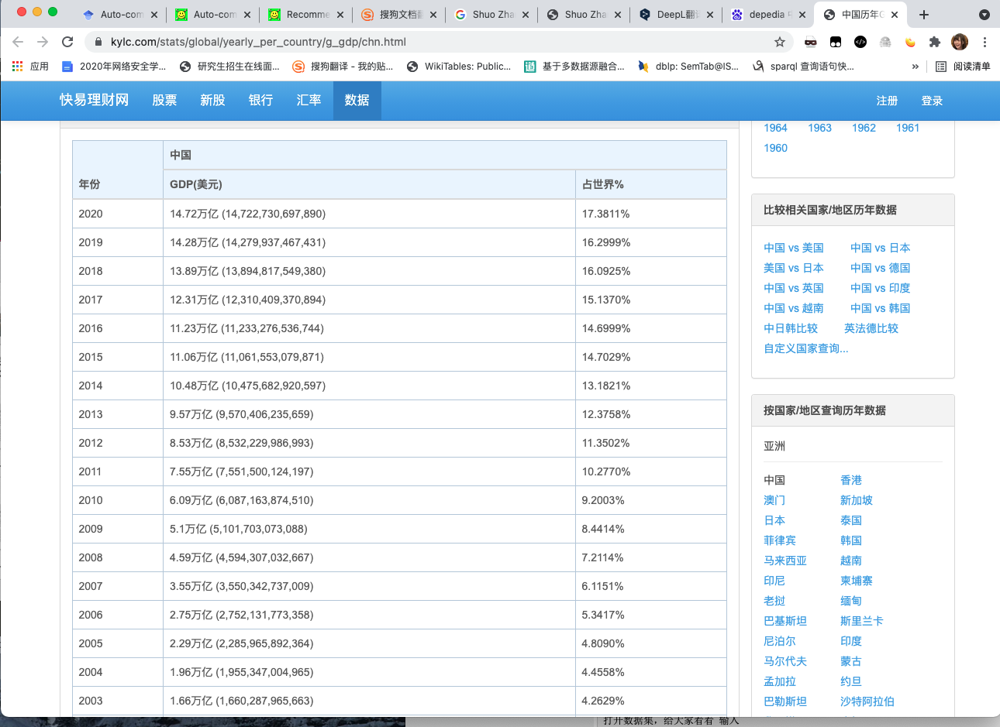 Auto-com
Auto-com
Recomme
搜狗文档翻
Shuo Zha
Shuo Zha
DeepL翻译
depedia
中国历年G
kylc.com/stats/global/yearly_per_country/g_gdp/chn.html
应用
2020年网络安全学...
研究生招生在线面...
搜狗翻译 - 我的贴...
WikiTables: Public...
基于多数据源融合...
dblp: SemTab@IS...
sparql 查询语句快...
»
阅读清单
快易理财网 股票 新股 银行 汇率 数据 注册 登录
年份 中国
GDP(美元) 占世界%
2020 14.72万亿 (14,722,730,697,890) 17.3811%
2019 14.28万亿 (14,279,937,467,431) 16.2999%
2018 13.89万亿 (13,894,817,549,380) 16.0925%
2017 12.31万亿 (12,310,409,370,894) 15.1370%
2016 11.23万亿 (11,233,276,536,744) 14.6999%
2015 11.06万亿 (11,061,553,079,871) 14.7029%
2014 10.48万亿 (10,475,682,920,597) 13.1821%
2013 9.57万亿 (9,570,406,235,659) 12.3758%
2012 8.53万亿 (8,532,229,986,993) 11.3502%
2011 7.55万亿 (7,551,500,124,197) 10.2770%
2010 6.09万亿 (6,087,163,874,510) 9.2003%
2009 5.1万亿 (5,101,703,073,088) 8.4414%
2008 4.59万亿 (4,594,307,032,667) 7.2114%
2007 3.55万亿 (3,550,342,737,009) 6.1151%
2006 2.75万亿 (2,752,131,773,358) 5.3417%
2005 2.29万亿 (2,285,965,892,364) 4.8090%
2004 1.96万亿 (1,955,347,004,965) 4.4558%
2003 1.66万亿 (1,660,287,965,663) 4.2629%
1964 1963 1962 1961
1960
比较相关国家/地区历年数据
中国 vs 美国 中国 vs 日本
美国 vs 日本 中国 vs 德国
中国 vs 英国 中国 vs 印度
中国 vs 越南 中国 vs 韩国
中日韩比较 英法德比较
自定义国家查询...
按国家/地区查询历年数据
亚洲
中国 香港
澳门 新加坡
日本 泰国
菲律宾 韩国
马来西亚 越南
印尼 柬埔寨
老挝 缅甸
巴基斯坦 斯里兰卡
尼泊尔 印度
马尔代夫 蒙古
孟加拉 约旦
巴勒斯坦 沙特阿拉伯
打开数据集，给大家看看 输入